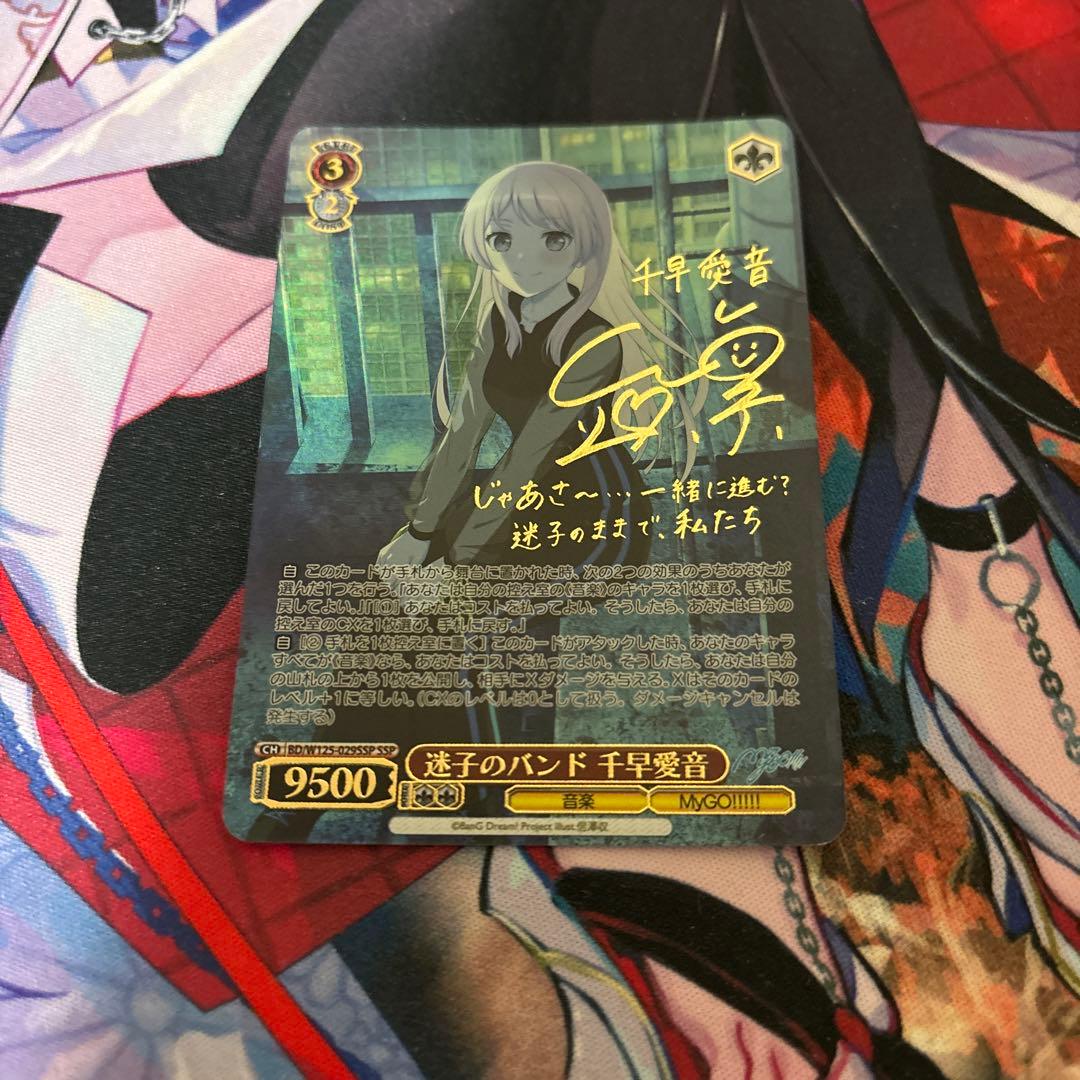 3
2
千早愛音
じゃあさ～…一緒に進む?
迷子のままで、私たち
自 このカードが手札から舞台に置かれた時、次の2つの効果のうちあなたが
選んだ1つを行う。『あなたは自分の控え室の《音楽》のキャラを1枚選び、手札に
戻してよい。』『[①] あなたはコストを払ってよい。そうしたら、あなたは自分の
控え室のCXを1枚選び、手札に戻す。』
自 [② 手札を1枚控え室に置く] このカードがアタックした時、あなたのキャラ
すべてが《音楽》なら、あなたはコストを払ってよい。そうしたら、あなたは自分
の山札の上から1枚を公開し、相手にXダメージを与える。Xはそのカードの
レベル+1に等しい。(CXのレベルは0として扱う。ダメージキャンセルは
発生する)
CH BD/W125-029SSP SSP
9500 迷子のバンド 千早愛音
音楽 MyGO!!!!!
©BanG Dream! Project illust.信澤収